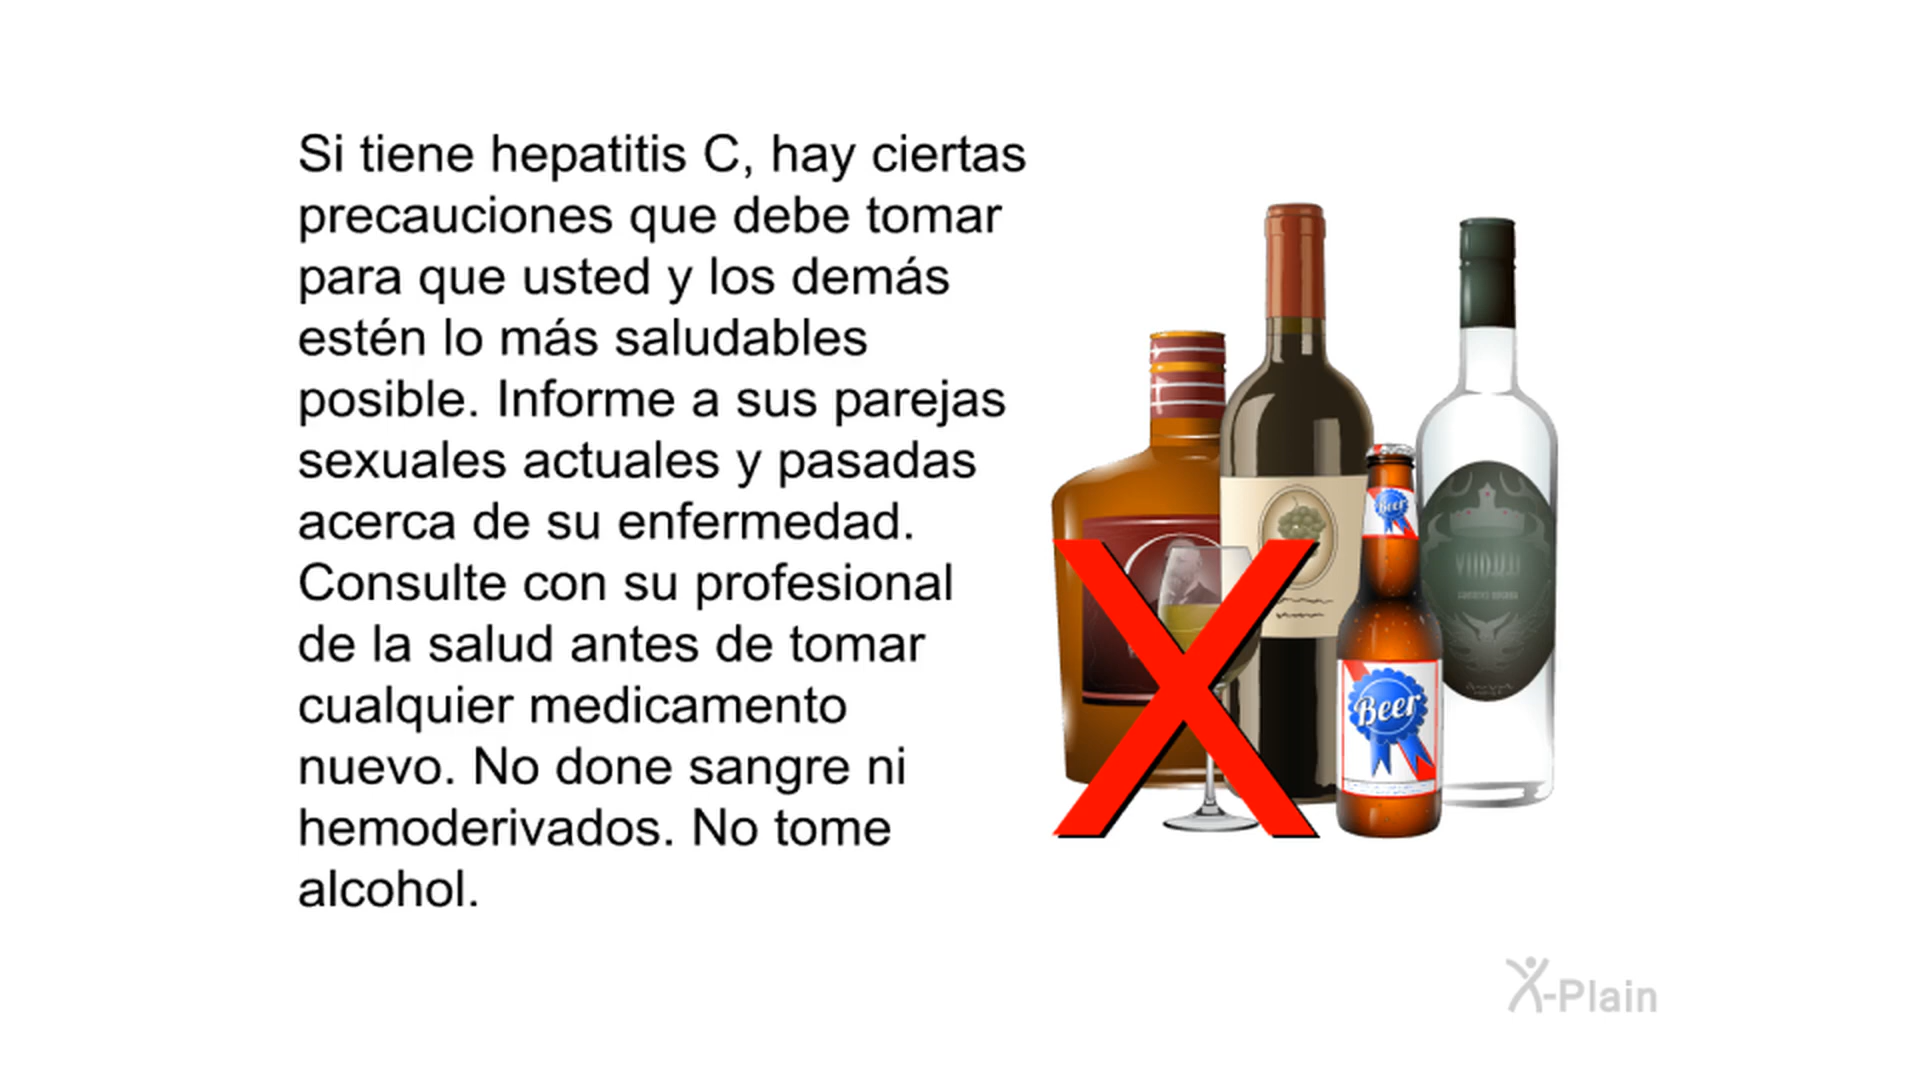 Si tiene hepatitis C, hay ciertas
precauciones que debe tomar
para que usted y los demás
estén lo más saludables
posible. Informe a sus parejas
sexuales actuales y pasadas
acerca de su enfermedad.
Consulte con su profesional
de la salud antes de tomar
cualquier medicamento
nuevo. No done sangre ni
hemoderivados. No tome
alcohol.
Beer
Beer
X-Plain